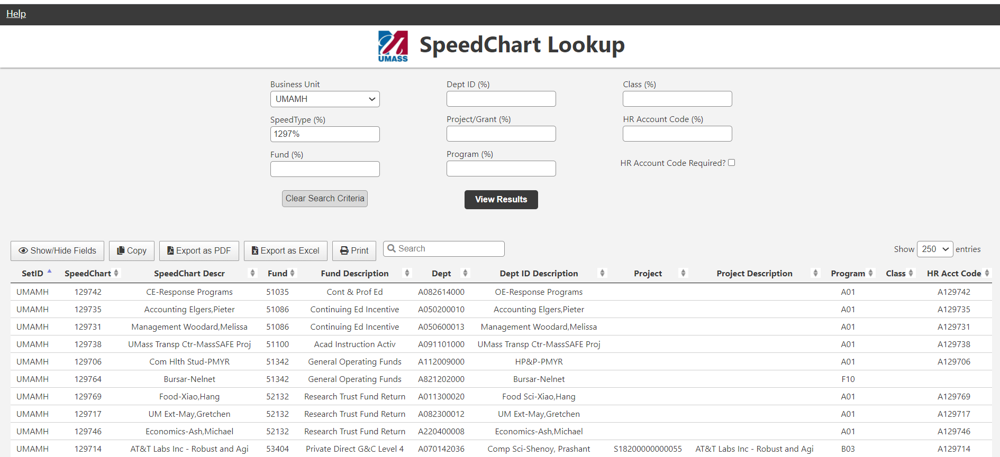 Help
UMASS
SpeedChart Lookup
Business Unit Dept ID (%) Class (%)
UMAMH
SpeedType (%) Project/Grant (%) HR Account Code (%)
1297%
Fund (%) Program (%)
HR Account Code Required?
Clear Search Criteria View Results
Show/Hide Fields Copy Export as PDF Export as Excel Print Search Show 250 entries
SetID SpeedChart SpeedChart Descr Fund Fund Description Dept Dept ID Description Project Project Description Program Class HR Acct Code
UMAMH 129742 CE-Response Programs 51035 Cont & Prof Ed A082614000 OE-Response Programs A01 A129742
UMAMH 129735 Accounting Elgers,Pieter 51086 Continuing Ed Incentive A050200010 Accounting Elgers,Pieter A01 A129735
UMAMH 129731 Management Woodard,Melissa 51086 Continuing Ed Incentive A050600013 Management Woodard,Melissa A01 A129731
UMAMH 129738 UMass Transp Ctr-MassSAFE Proj 51100 Acad Instruction Activ A091101000 UMass Transp Ctr-MassSAFE Proj A01 A129738
UMAMH 129706 Com Hlth Stud-PMYR 51342 General Operating Funds A112009000 HP&P-PMYR A01 A129706
UMAMH 129764 Bursar-Nelnet 51342 General Operating Funds A821202000 Bursar-Nelnet F10
UMAMH 129769 Food-Xiao,Hang 52132 Research Trust Fund Return A011300020 Food Sci-Xiao,Hang A01 A129769
UMAMH 129717 UM Ext-May,Gretchen 52132 Research Trust Fund Return A082300012 UM Ext-May,Gretchen A01 A129717
UMAMH 129746 Economics-Ash,Michael 52132 Research Trust Fund Return A220400008 Economics-Ash,Michael A01 A129746
UMAMH 129714 AT&T Labs Inc - Robust and Agi 53404 Private Direct G&C Level 4 A070142036 Comp Sci-Shenoy, Prashant S18200000000055 AT&T Labs Inc - Robust and Agi B03 A129714